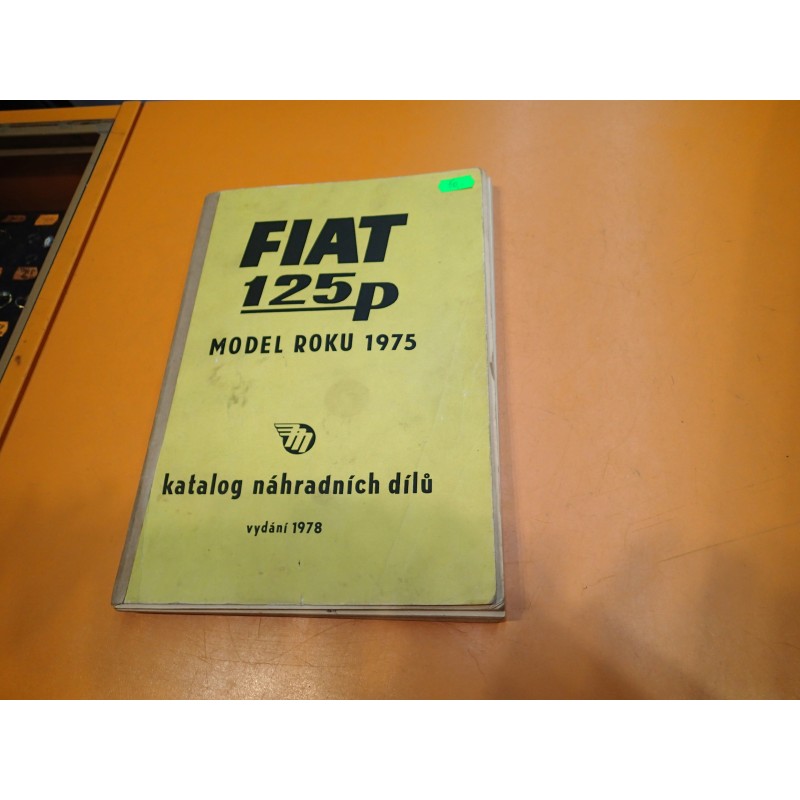 FIAT
125p
MODEL ROKU 1975
katalog náhradních dílů
vydání 1978